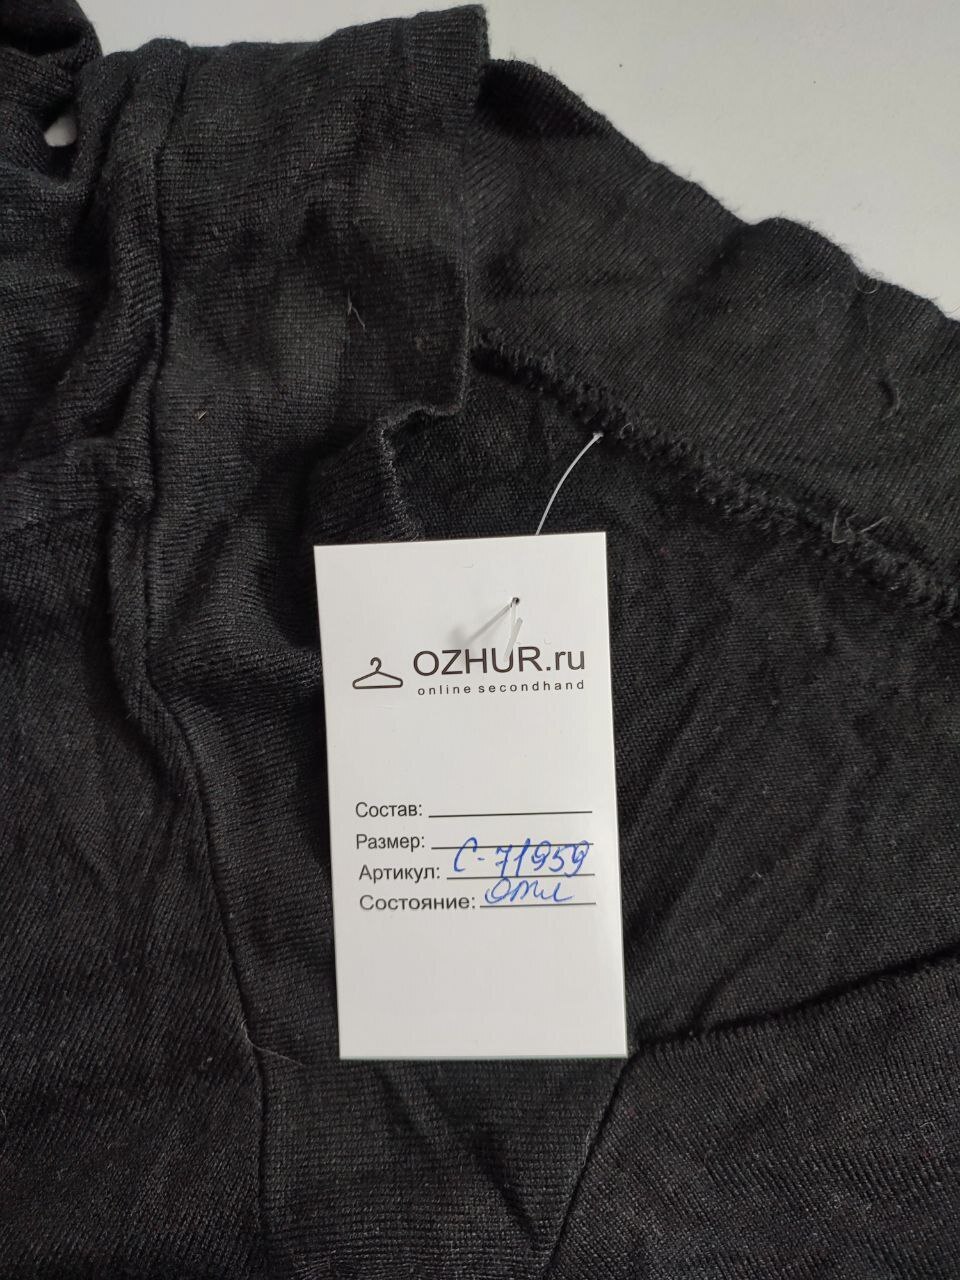 OZHUR.ru
online secondhand
Состав:
Размер:
Артикул: С-71959
Состояние: отл